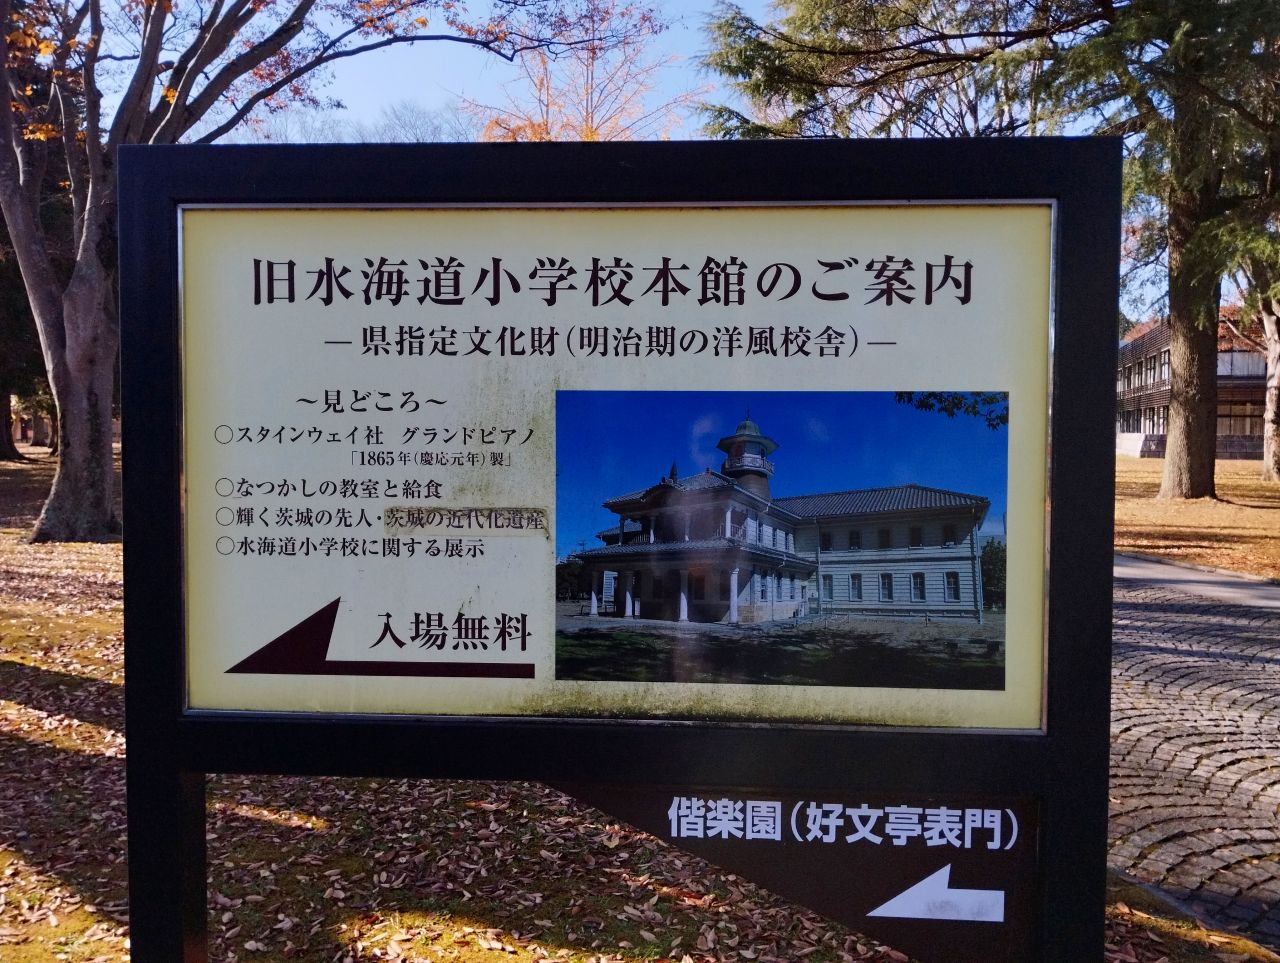 旧水海道小学校本館のご案内
―県指定文化財(明治期の洋風校舎)―
～見どころ～
○スタインウェイ社　グランドピアノ
「1865年(慶応元年)製」
○なつかしの教室と給食
○輝く茨城の先人・茨城の近代化遺産
○水海道小学校に関する展示
入場無料
偕楽園(好文亭表門)